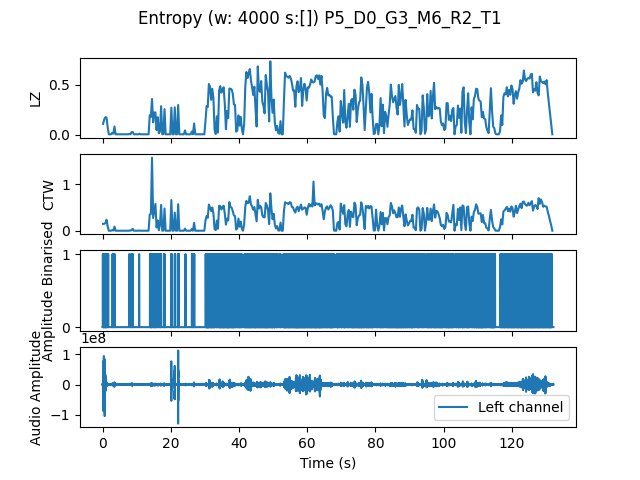 Entropy (w: 4000 s:[]) P5_D0_G3_M6_R2_T1
LZ
0.5
0.0
CTW
1
0
Amplitude Binarised
1
0
1e8
Audio Amplitude
1
0
−1
Left channel
0 20 40 60 80 100 120
Time (s)